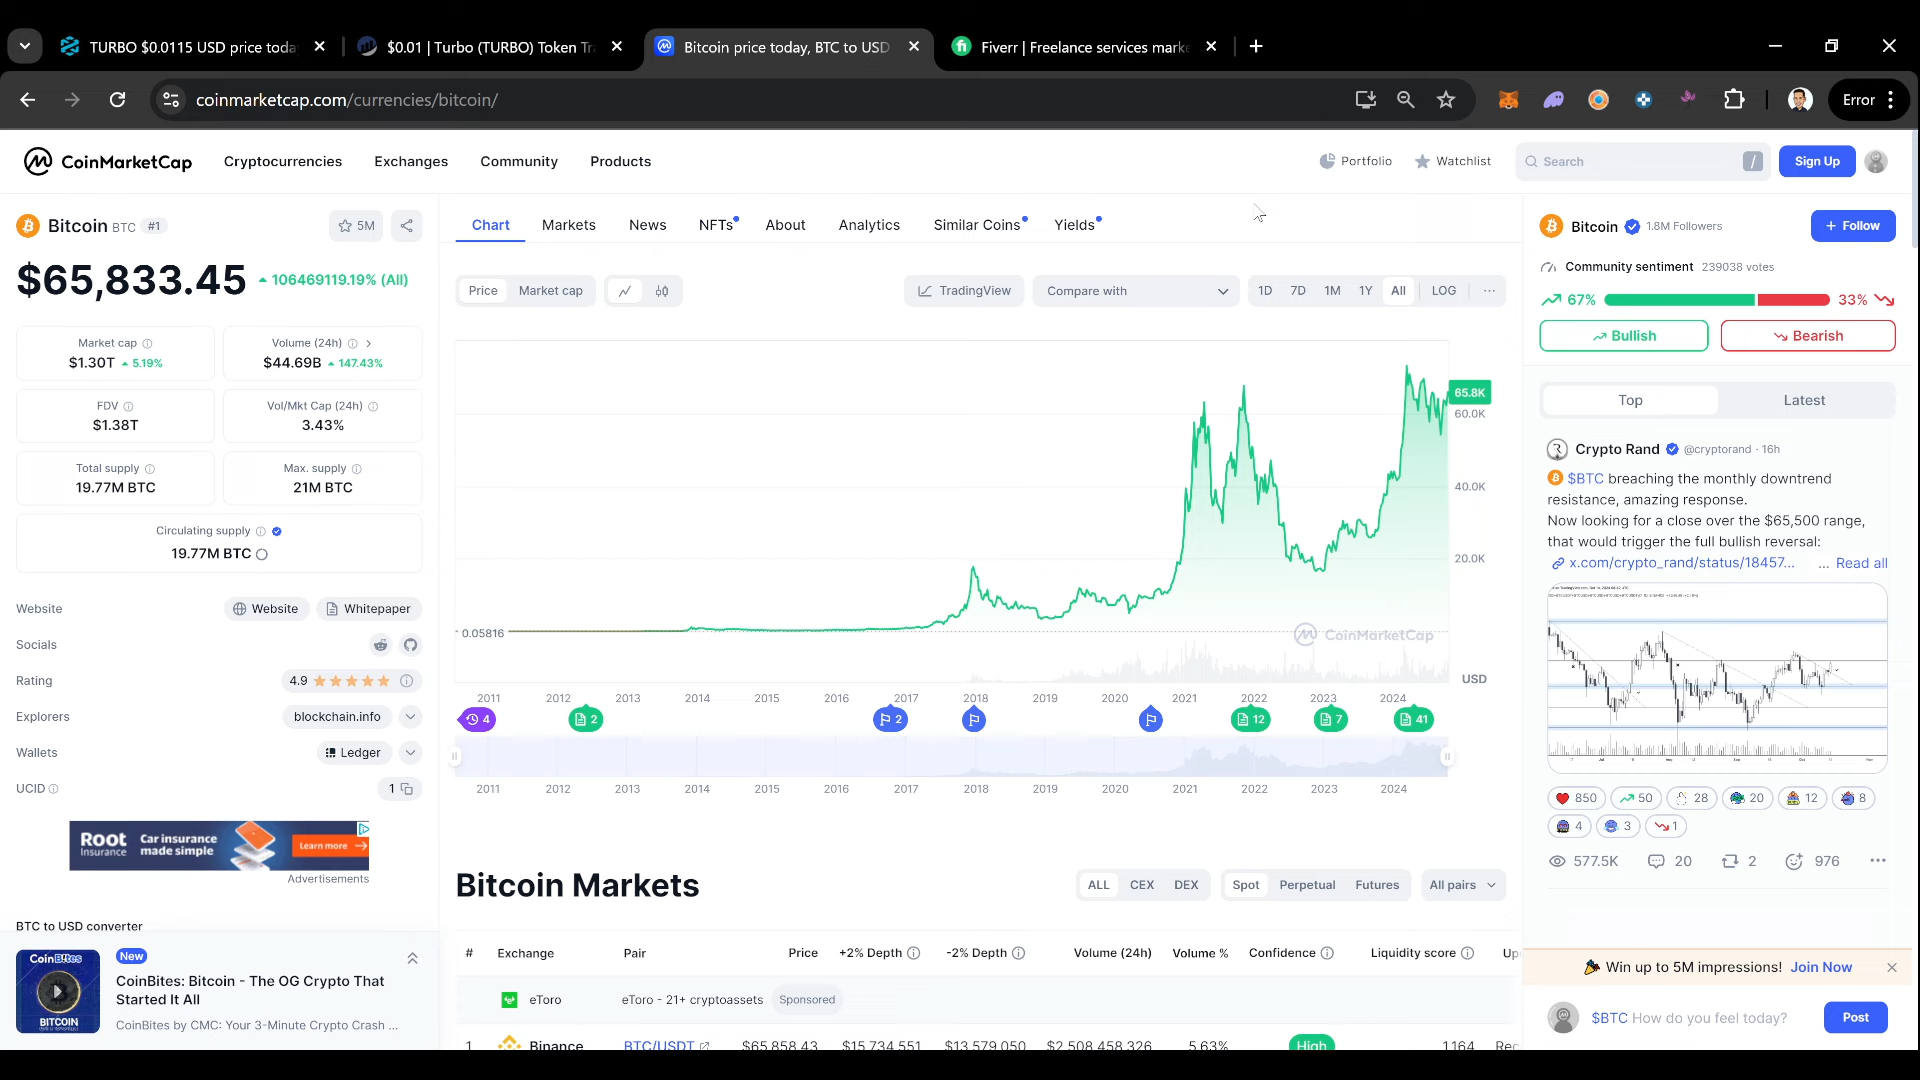 TURBO $0.0115 USD price toda
$0.01 | Turbo (TURBO) Token Tr
Bitcoin price today, BTC to USD
Fiverr | Freelance services marke
coinmarketcap.com/currencies/bitcoin/
Error
CoinMarketCap
Cryptocurrencies
Exchanges
Community
Products
Portfolio
Watchlist
Search
/
Sign Up
Bitcoin BTC #1
5M
$65,833.45
106469119.19% (All)
Market cap
$1.30T 5.19%
Volume (24h)
$44.69B 147.43%
FDV
$1.38T
Vol/Mkt Cap (24h)
3.43%
Total supply
19.77M BTC
Max. supply
21M BTC
Circulating supply
19.77M BTC
Website
Website
Whitepaper
Socials
Rating
4.9
Explorers
blockchain.info
Wallets
Ledger
UCID
1
Root Insurance
Car insurance made simple
Learn more
Advertisements
BTC to USD converter
CoinBites
BITCOIN
New
CoinBites: Bitcoin - The OG Crypto That
Started It All
CoinBites by CMC: Your 3-Minute Crypto Crash ...
Chart
Markets
News
NFTs
About
Analytics
Similar Coins
Yields
Price
Market cap
TradingView
Compare with
1D
7D
1M
1Y
All
LOG
65.8K
60.0K
40.0K
20.0K
0.05816
CoinMarketCap
USD
2011 2012 2013 2014 2015 2016 2017 2018 2019 2020 2021 2022 2023 2024
4 2 2 12 7 41
2011 2012 2013 2014 2015 2016 2017 2018 2019 2020 2021 2022 2023 2024
Bitcoin Markets
ALL
CEX
DEX
Spot
Perpetual
Futures
All pairs
# Exchange Pair Price +2% Depth -2% Depth Volume (24h) Volume % Confidence Liquidity score Up
eToro eToro - 21+ cryptoassets Sponsored
1 Binance BTC/USDT $65,858.43 $15,734,551 $13,579,050 $2,508,458,326 5.63% High 1164 Rec
Bitcoin 1.8M Followers
+ Follow
Community sentiment 239038 votes
67%
33%
Bullish
Bearish
Top
Latest
Crypto Rand @cryptorand · 16h
$BTC breaching the monthly downtrend
resistance, amazing response.
Now looking for a close over the $65,500 range,
that would trigger the full bullish reversal:
x.com/crypto_rand/status/18457... ... Read all
850 50 28 20 12 8
4 3 1
577.5K 20 2 976
Win up to 5M impressions! Join Now
$BTC How do you feel today?
Post